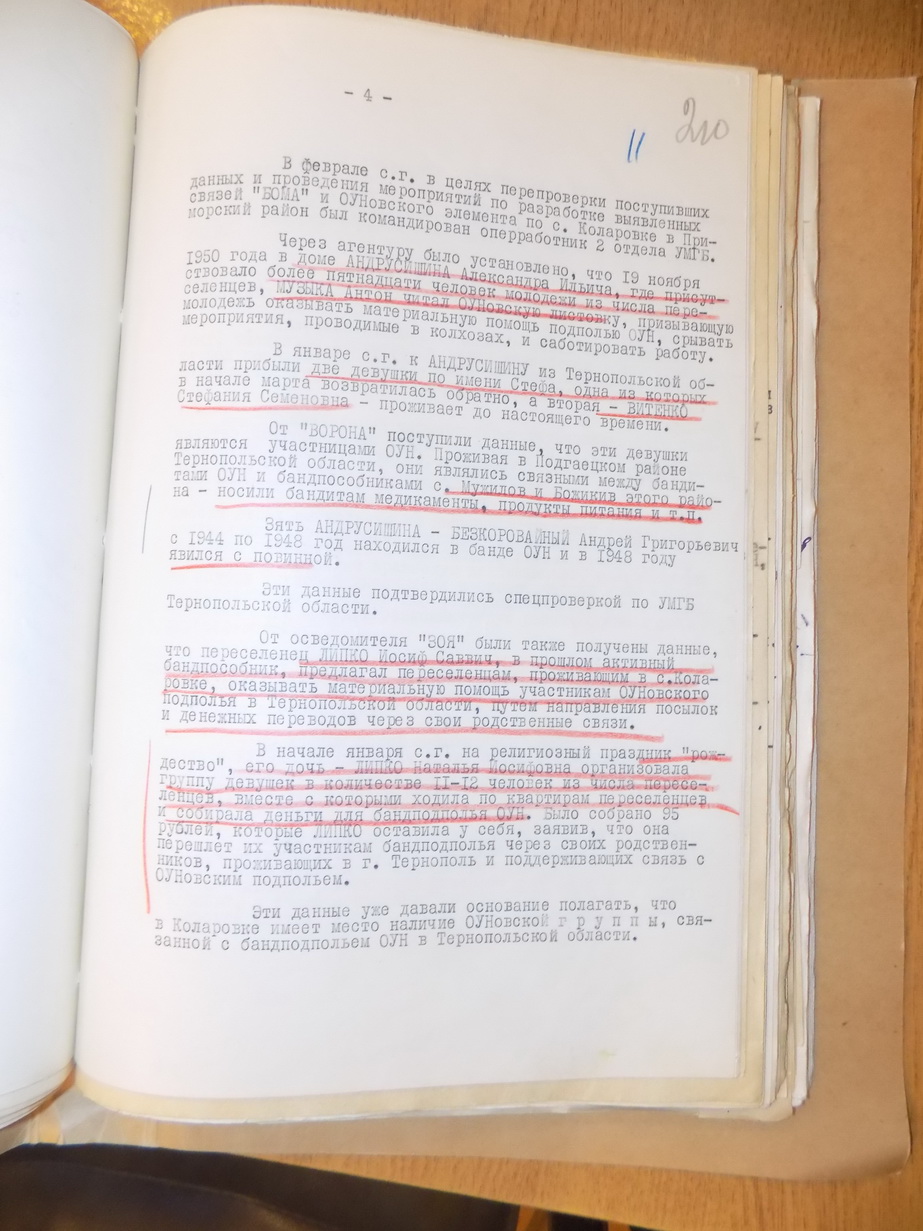 - 4 -
11
210
В феврале с.г. в целях перепроверки поступивших
данных и проведения мероприятий по разработке выявленных
связей "БОМА" и ОУНовского элемента по с. Коларовке в При-
морский район был командирован оперработник 2 отдела УМГБ.
Через агентуру было установлено, что 19 ноября
1950 года в доме АНДРУСИШИНА Александра Ильича, где присут-
ствовало более пятнадцати человек молодежи из числа пере-
селенцев, МУЗЫКА Антон читал ОУНовскую листовку, призывающую
молодежь оказывать материальную помощь подполью ОУН, срывать
мероприятия, проводимые в колхозах, и саботировать работу.
В январе с.г. к АНДРУСИШИНУ из Тернопольской об-
ласти прибыли две девушки по имени Стефа, одна из которых
в начале марта возвратилась обратно, а вторая - ВИТЕНКО
Стефания Семеновна - проживает до настоящего времени.
От "ВОРОНА" поступили данные, что эти девушки
являются участницами ОУН. Проживая в Подгаецком районе
Тернопольской области, они являлись связными между банди-
тами ОУН и бандпособниками с. Мужилов и Божикив этого райо-
на - носили бандитам медикаменты, продукты питания и т.п.
Зять АНДРУСИШИНА - БЕЗКОРОВАЙНЫЙ Андрей Григорьевич
с 1944 по 1948 год находился в банде ОУН и в 1948 году
явился с повинной.
Эти данные подтвердились спецпроверкой по УМГБ
Тернопольской области.
От осведомителя "ЗОЯ" были также получены данные,
что переселенец ЛИПКО Иосиф Саввич, в прошлом активный
бандпособник, предлагал переселенцам, проживающим в с.Кола-
ровке, оказывать материальную помощь участникам ОУНовского
подполья в Тернопольской области, путем направления посылок
и денежных переводов через свои родственные связи.
В начале января с.г. на религиозный праздник "рож-
дество", его дочь - ЛИПКО Наталья Иосифовна организовала
группу девушек в количестве II-I2 человек из числа пересе-
ленцев, вместе с которыми ходила по квартирам переселенцев
и собирала деньги для бандподполья ОУН. Было собрано 95
рублей, которые ЛИПКО оставила у себя, заявив, что она
перешлет их участникам бандподполья через своих родствен-
ников, проживающих в г. Тернополь и поддерживающих связь с
ОУНовским подпольем.
Эти данные уже давали основание полагать, что
в Коларовке имеет место наличие ОУНовской г р у п п ы, свя-
занной с бандподпольем ОУН в Тернопольской области.